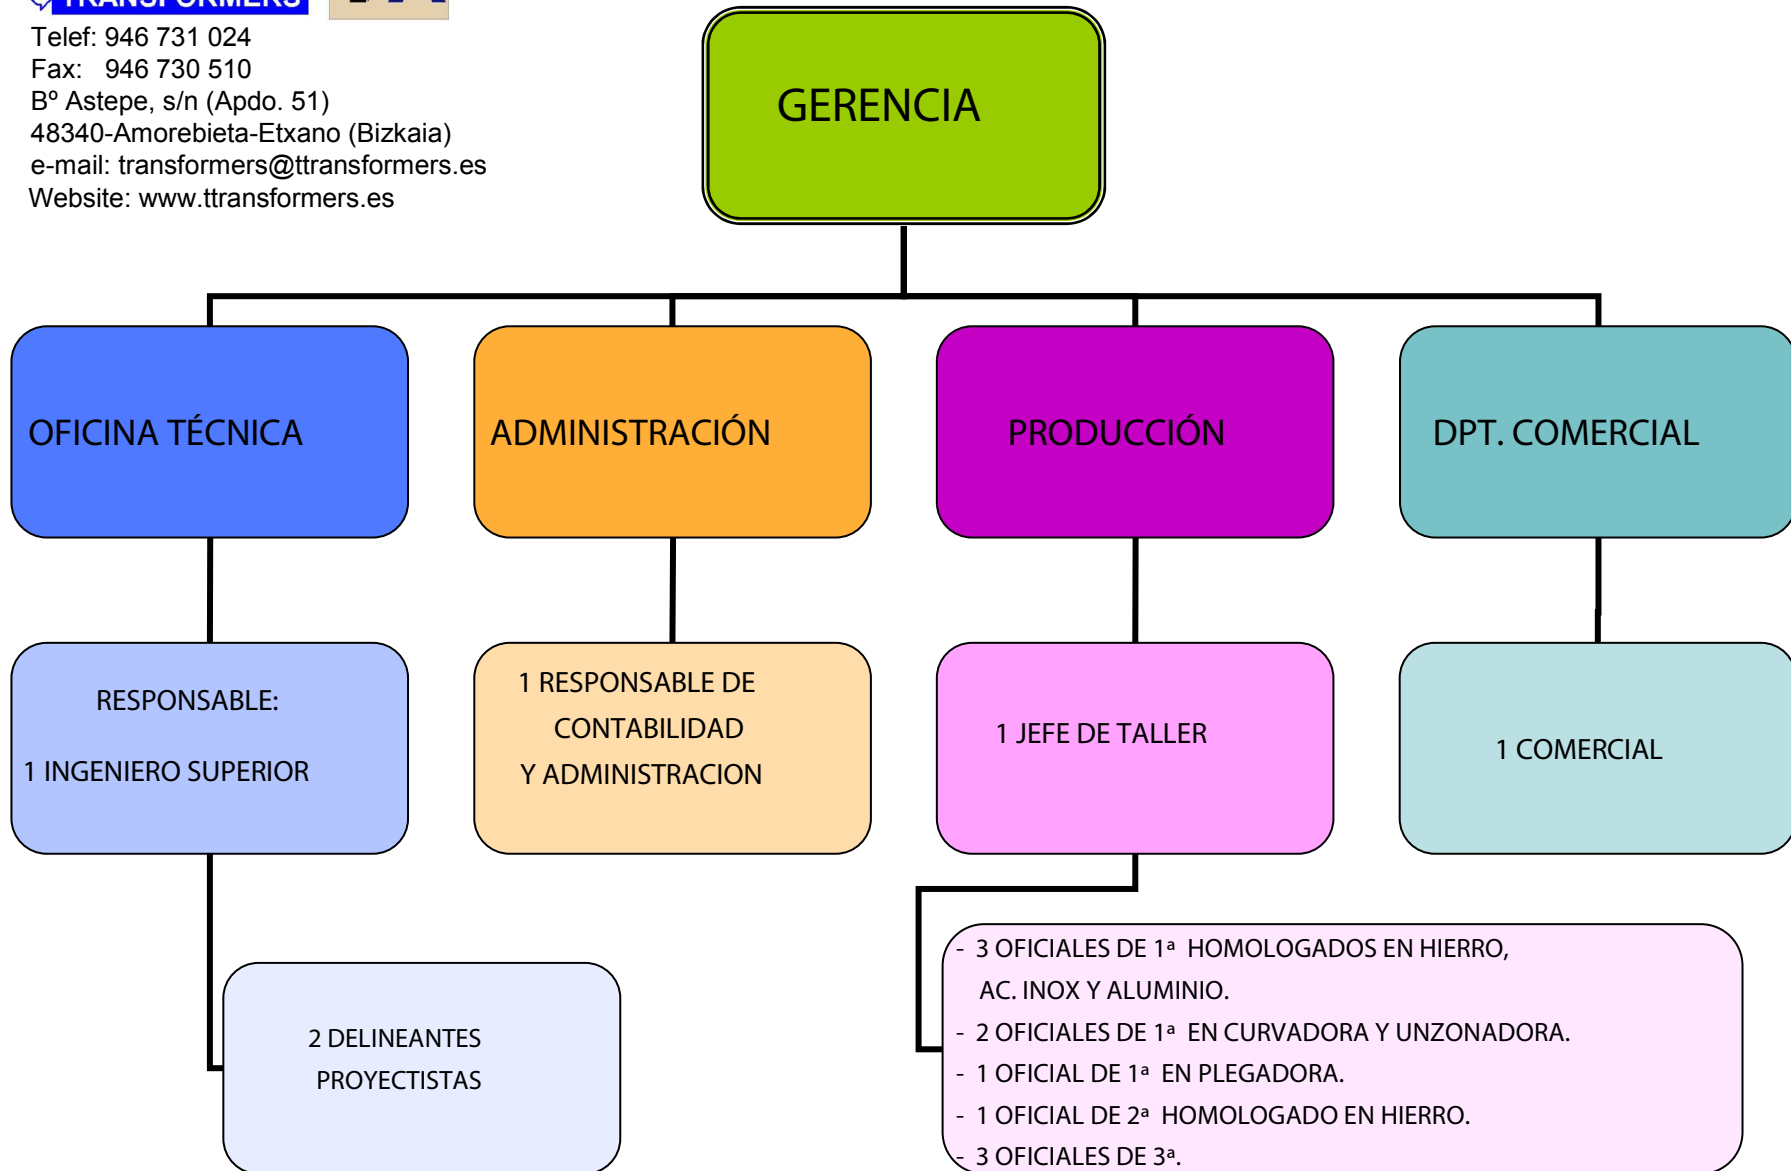 TRANSFORMERS
Telef: 946 731 024
Fax: 946 730 510
Bº Astepe, s/n (Apdo. 51)
48340-Amorebieta-Etxano (Bizkaia)
e-mail: transformers@ttransformers.es
Website: www.ttransformers.es
GERENCIA
OFICINA TÉCNICA
ADMINISTRACIÓN
PRODUCCIÓN
DPT. COMERCIAL
RESPONSABLE:
1 INGENIERO SUPERIOR
1 RESPONSABLE DE
CONTABILIDAD
Y ADMINISTRACION
1 JEFE DE TALLER
1 COMERCIAL
2 DELINEANTES
PROYECTISTAS
- 3 OFICIALES DE 1ª HOMOLOGADOS EN HIERRO,
AC. INOX Y ALUMINIO.
- 2 OFICIALES DE 1ª EN CURVADORA Y UNZONADORA.
- 1 OFICIAL DE 1ª EN PLEGADORA.
- 1 OFICIAL DE 2ª HOMOLOGADO EN HIERRO.
- 3 OFICIALES DE 3ª.